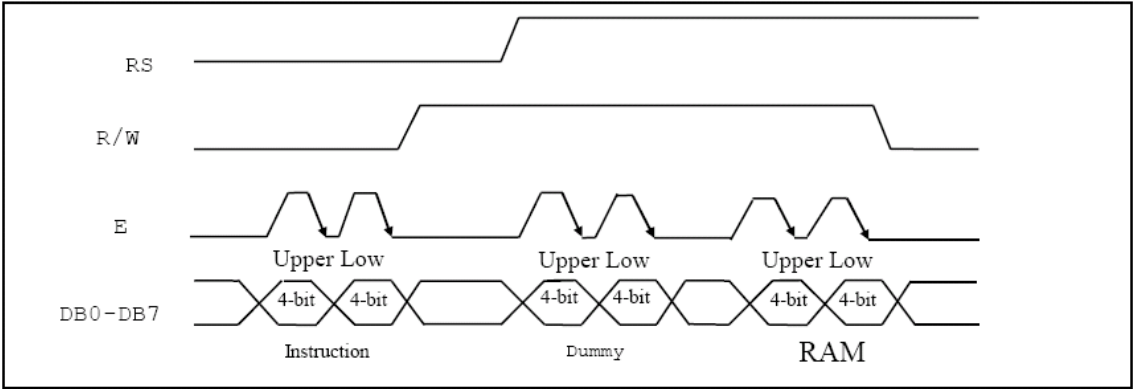 RS
R/W
E
Upper Low Upper Low Upper Low
DB0-DB7 4-bit 4-bit 4-bit 4-bit 4-bit 4-bit
Instruction Dummy RAM